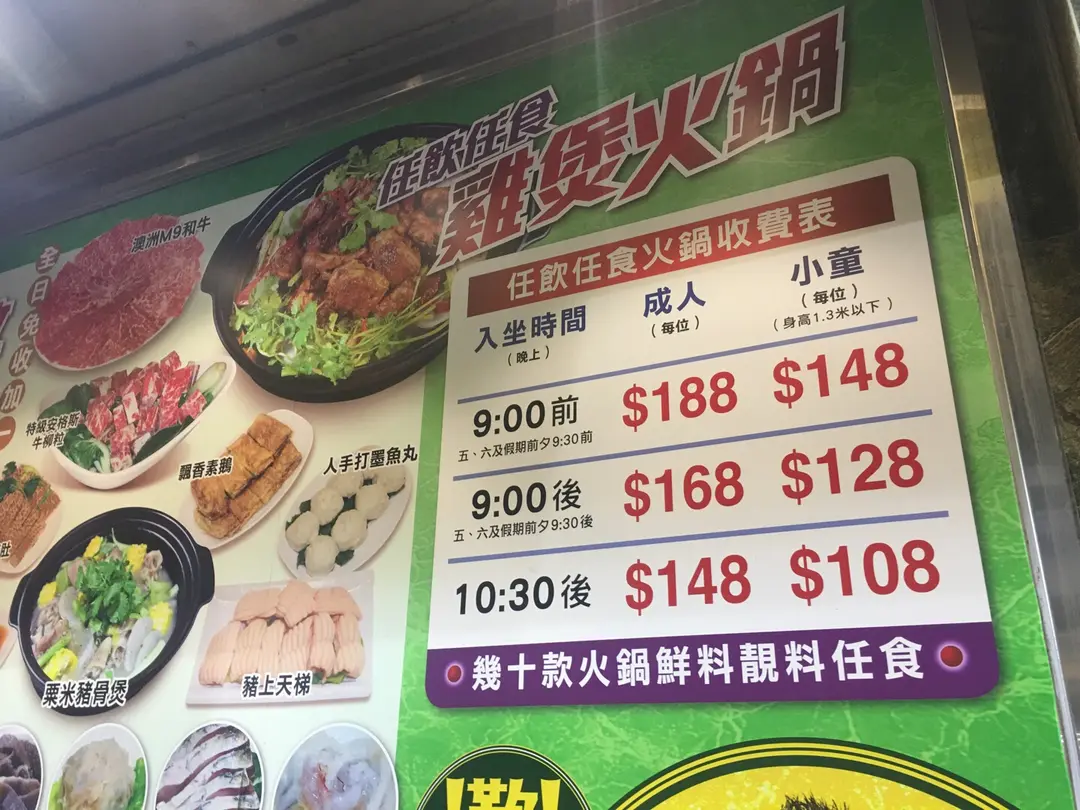 任飲任食
雞煲火鍋
任飲任食火鍋收費表
入坐時間
(晚上)
成人
(每位)
小童
(每位)
(身高1.3米以下)
9:00前
五、六及假期前夕9:30前
$188
$148
9:00後
五、六及假期前夕9:30後
$168
$128
10:30後
$148
$108
幾十款火鍋鮮料靚料任食
全日免收加一
澳洲M9和牛
特級安格斯
牛柳粒
飄香素鵝
人手打墨魚丸
肚
粟米豬骨煲
豬上天梯